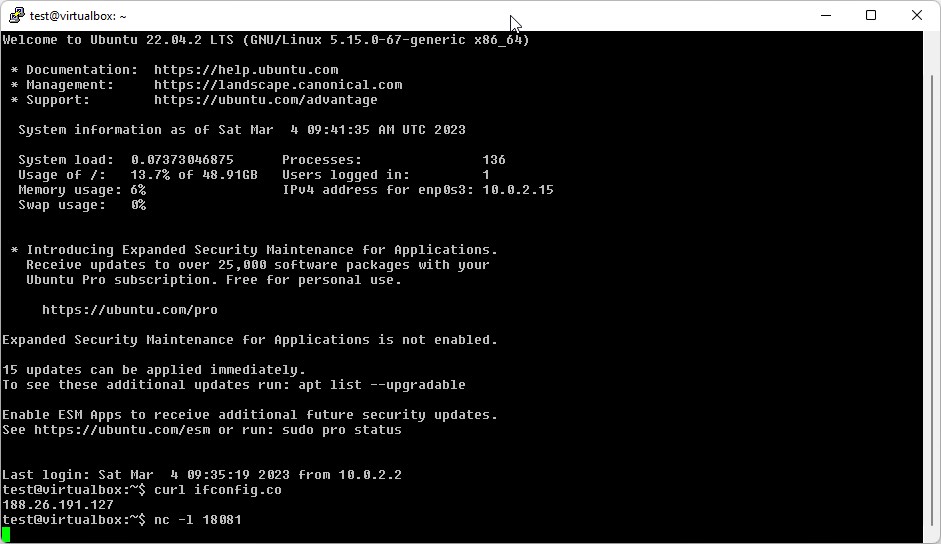 test@virtualbox: ~
Welcome to Ubuntu 22.04.2 LTS (GNU/Linux 5.15.0-67-generic x86_64)
* Documentation:  https://help.ubuntu.com
* Management:     https://landscape.canonical.com
* Support:        https://ubuntu.com/advantage
System information as of Sat Mar  4 09:41:35 AM UTC 2023
System load:  0.07373046875      Processes:               136
Usage of /:   13.7% of 48.91GB   Users logged in:         1
Memory usage: 6%                 IPv4 address for enp0s3: 10.0.2.15
Swap usage:   0%
* Introducing Expanded Security Maintenance for Applications.
Receive updates to over 25,000 software packages with your
Ubuntu Pro subscription. Free for personal use.
https://ubuntu.com/pro
Expanded Security Maintenance for Applications is not enabled.
15 updates can be applied immediately.
To see these additional updates run: apt list --upgradable
Enable ESM Apps to receive additional future security updates.
See https://ubuntu.com/esm or run: sudo pro status
Last login: Sat Mar  4 09:35:19 2023 from 10.0.2.2
test@virtualbox:~$ curl ifconfig.co
188.26.191.127
test@virtualbox:~$ nc -l 18081